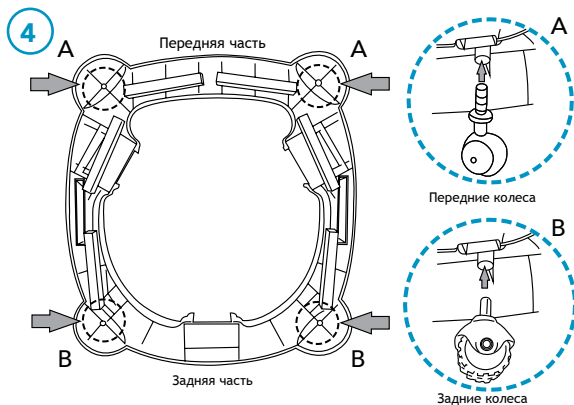 4
A Передняя часть A
A
Передние колеса
B
B Задняя часть B
Задние колеса